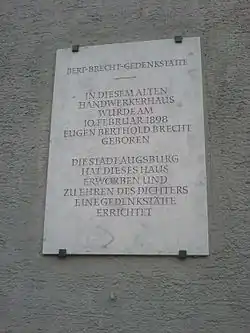 BERT-BRECHT-GEDENKSTÄTTE
IN DIESEM ALTEN
HANDWERKERHAUS
WURDE AM
10. FEBRUAR 1898
EUGEN BERTHOLD BRECHT
GEBOREN
DIE STADT AUGSBURG
HAT DIESES HAUS
ERWORBEN UND
ZU EHREN DES DICHTERS
EINE GEDENKSTÄTTE
ERRICHTET